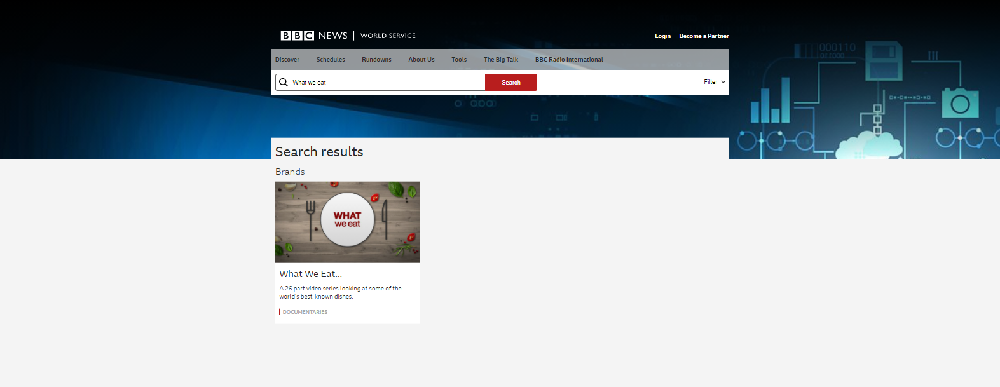 BBC NEWS | WORLD SERVICE
Login Become a Partner
Discover Schedules Rundowns About Us Tools The Big Talk BBC Radio International
What we eat Search Filter
000110
011000
Search results
Brands
WHAT
we eat
What We Eat...
A 26 part video series looking at some of the
world's best-known dishes.
DOCUMENTARIES